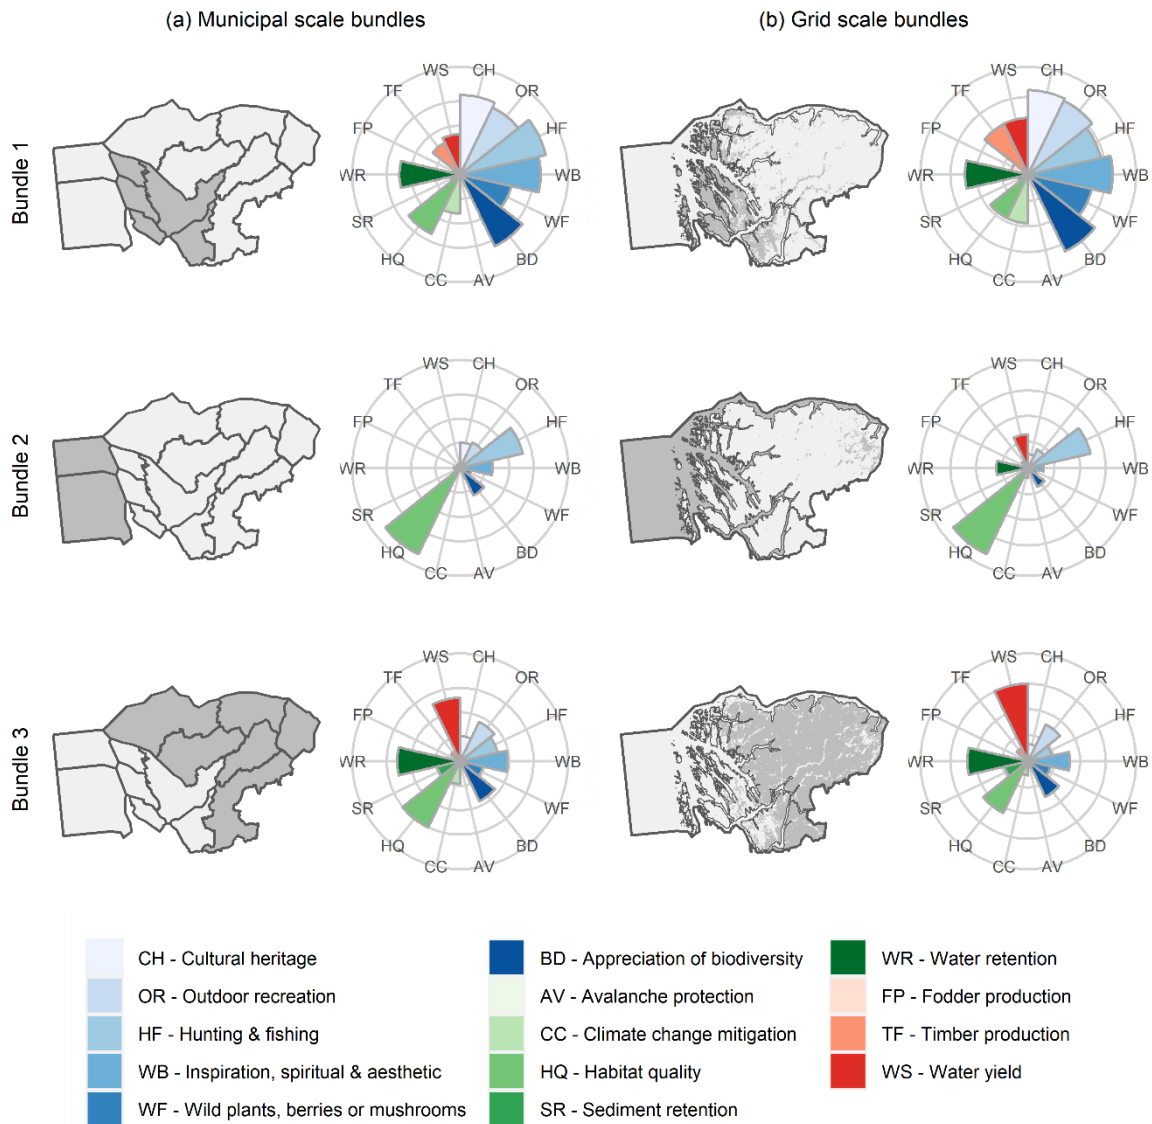 (a) Municipal scale bundles
(b) Grid scale bundles
Bundle 1
WS CH OR HF WB WF BD AV CC HQ SR WR FP TF
WS CH OR HF WB WF BD AV CC HQ SR WR FP TF
Bundle 2
WS CH OR HF WB WF BD AV CC HQ SR WR FP TF
WS CH OR HF WB WF BD AV CC HQ SR WR FP TF
Bundle 3
WS CH OR HF WB WF BD AV CC HQ SR WR FP TF
WS CH OR HF WB WF BD AV CC HQ SR WR FP TF
CH - Cultural heritage
OR - Outdoor recreation
HF - Hunting & fishing
WB - Inspiration, spiritual & aesthetic
WF - Wild plants, berries or mushrooms
BD - Appreciation of biodiversity
AV - Avalanche protection
CC - Climate change mitigation
HQ - Habitat quality
SR - Sediment retention
WR - Water retention
FP - Fodder production
TF - Timber production
WS - Water yield